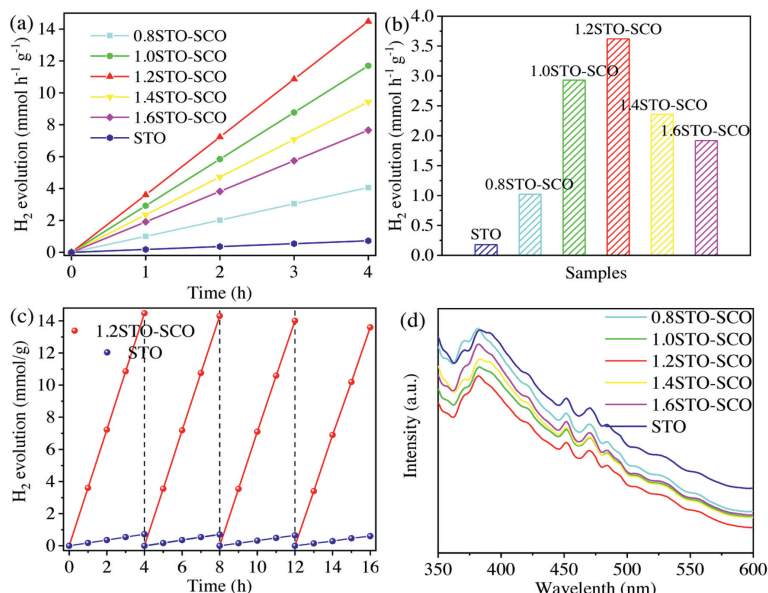 (a)
H2 evolution (mmol h-1 g-1)
14
12
10
8
6
4
2
0
0.8STO-SCO
1.0STO-SCO
1.2STO-SCO
1.4STO-SCO
1.6STO-SCO
STO
0 1 2 3 4
Time (h)
(b)
H2 evolution (mmol h-1 g-1)
4.0
3.5
3.0
2.5
2.0
1.5
1.0
0.5
0.0
STO
0.8STO-SCO
1.0STO-SCO
1.2STO-SCO
1.4STO-SCO
1.6STO-SCO
Samples
(c)
H2 evolution (mmol/g)
14
12
10
8
6
4
2
0
1.2STO-SCO
STO
0 2 4 6 8 10 12 14 16
Time (h)
(d)
Intensity (a.u.)
0.8STO-SCO
1.0STO-SCO
1.2STO-SCO
1.4STO-SCO
1.6STO-SCO
STO
350 400 450 500 550 600
Wavelenth (nm)